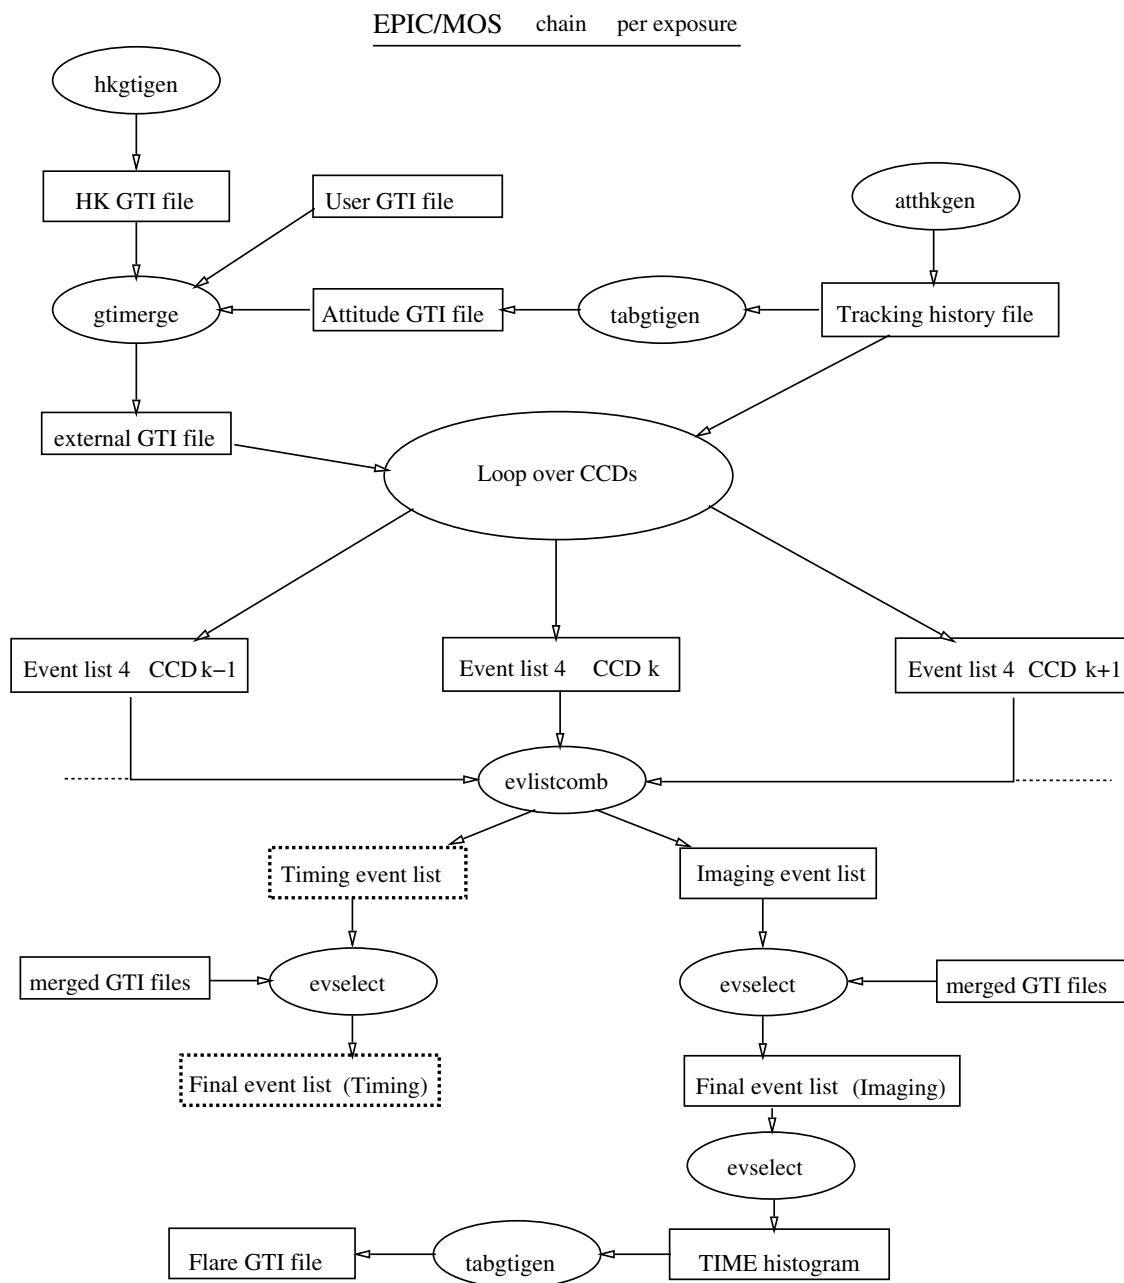 EPIC/MOS chain per exposure
hkgtigen
HK GTI file
User GTI file
atthkgen
gtimerge
Attitude GTI file
tabgtigen
Tracking history file
external GTI file
Loop over CCDs
Event list 4 CCD k−1
Event list 4 CCD k
Event list 4 CCD k+1
evlistcomb
Timing event list
Imaging event list
merged GTI files
evselect
evselect
merged GTI files
Final event list (Timing)
Final event list (Imaging)
evselect
Flare GTI file
tabgtigen
TIME histogram